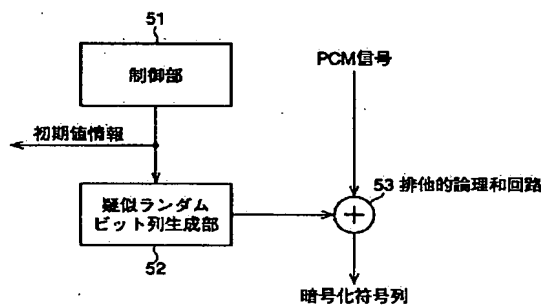 51
制御部
PCM信号
初期値情報
疑似ランダム
ビット列生成部
52
53 排他的論理和回路
暗号化符号列